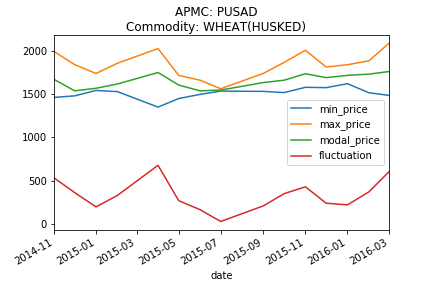 APMC: PUSAD
Commodity: WHEAT(HUSKED)
2000
1500
1000
500
0
min_price
max_price
modal_price
fluctuation
2014-11
2015-01
2015-03
2015-05
2015-07
2015-09
2015-11
2016-01
2016-03
date